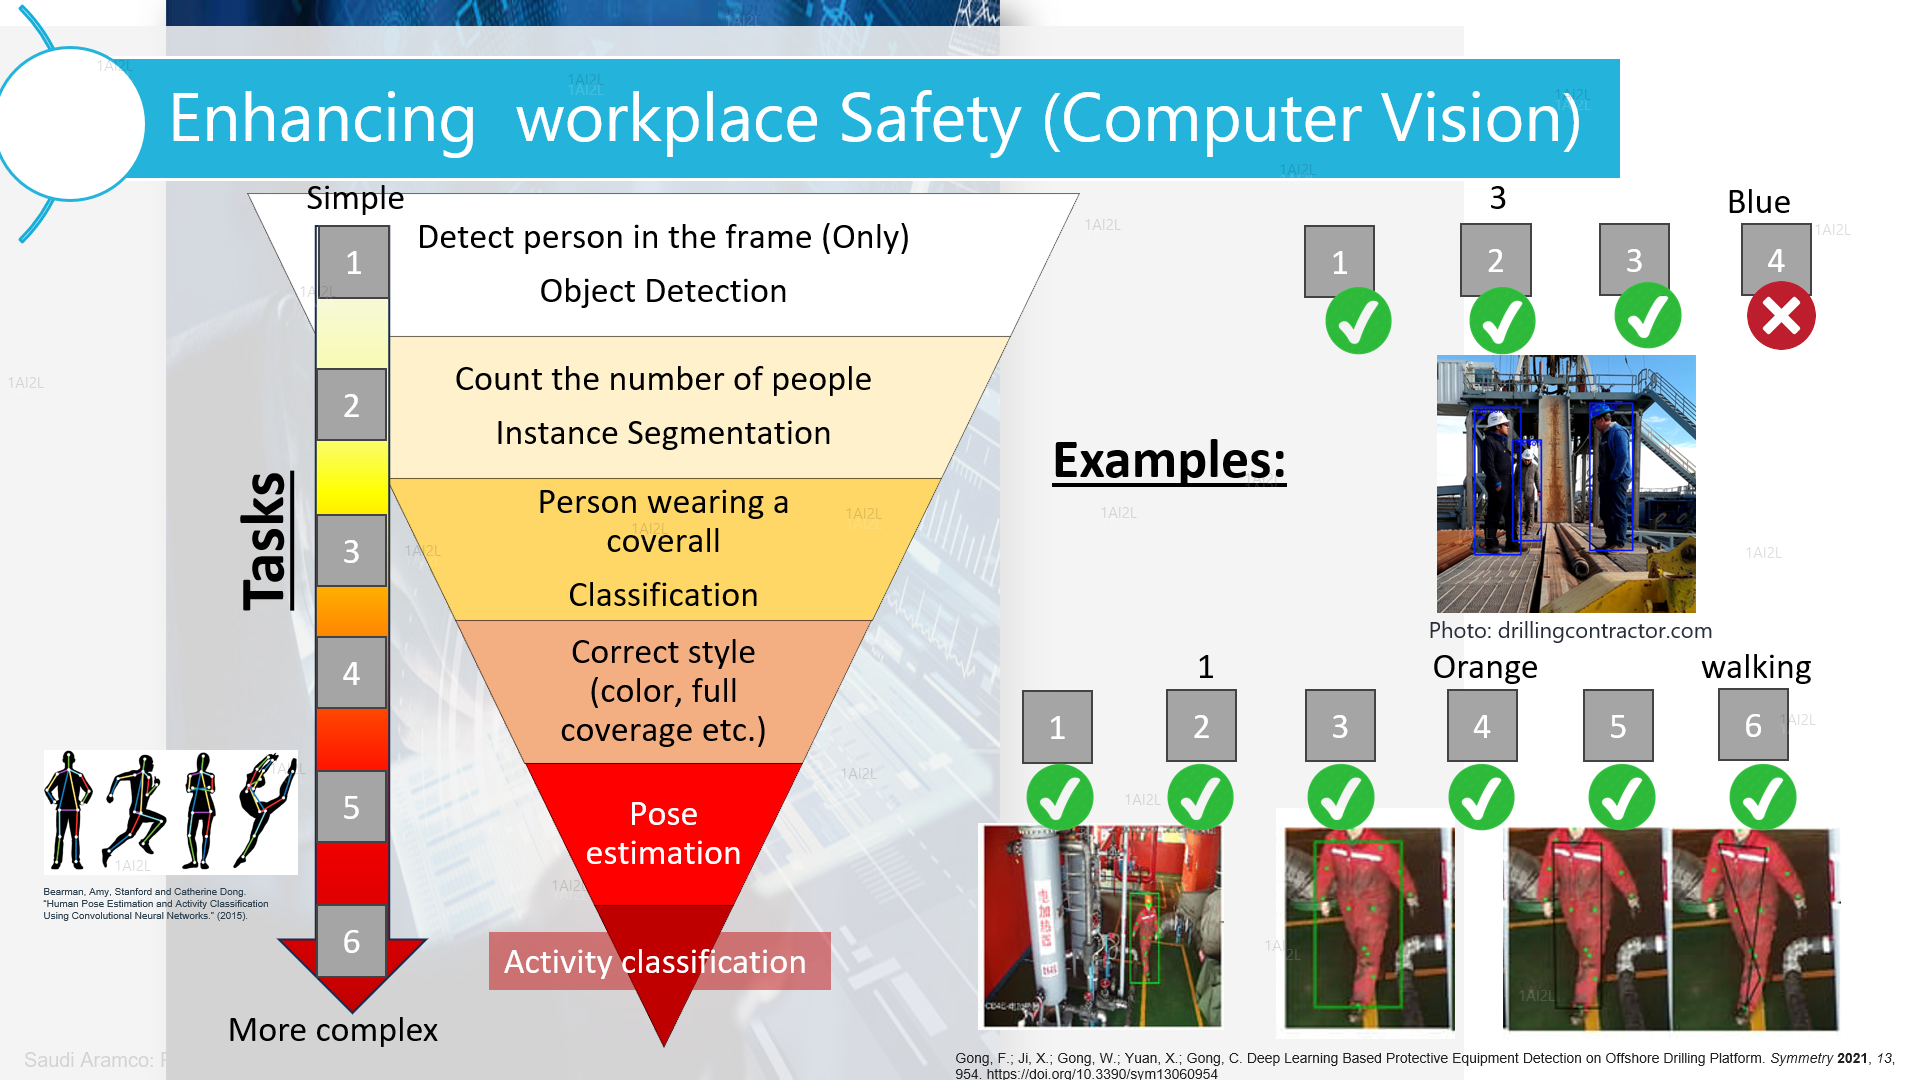 Enhancing  workplace Safety (Computer Vision)
Simple
1
Detect person in the frame (Only)
Object Detection
2
Count the number of people
Instance Segmentation
Tasks
3
Person wearing a
coverall
Classification
4
Correct style
(color, full
coverage etc.)
5
Pose
estimation
6
Activity classification
More complex
Bearman, Amy, Stanford and Catherine Dong.
"Human Pose Estimation and Activity Classification
Using Convolutional Neural Networks." (2015).
Saudi Aramco:
Examples:
3
Blue
1
2
3
4
Photo: drillingcontractor.com
1
Orange
walking
1
2
3
4
5
6
电加热器
Gong, F.; Ji, X.; Gong, W.; Yuan, X.; Gong, C. Deep Learning Based Protective Equipment Detection on Offshore Drilling Platform. Symmetry 2021, 13,
954. https://doi.org/10.3390/sym13060954
1AI2L